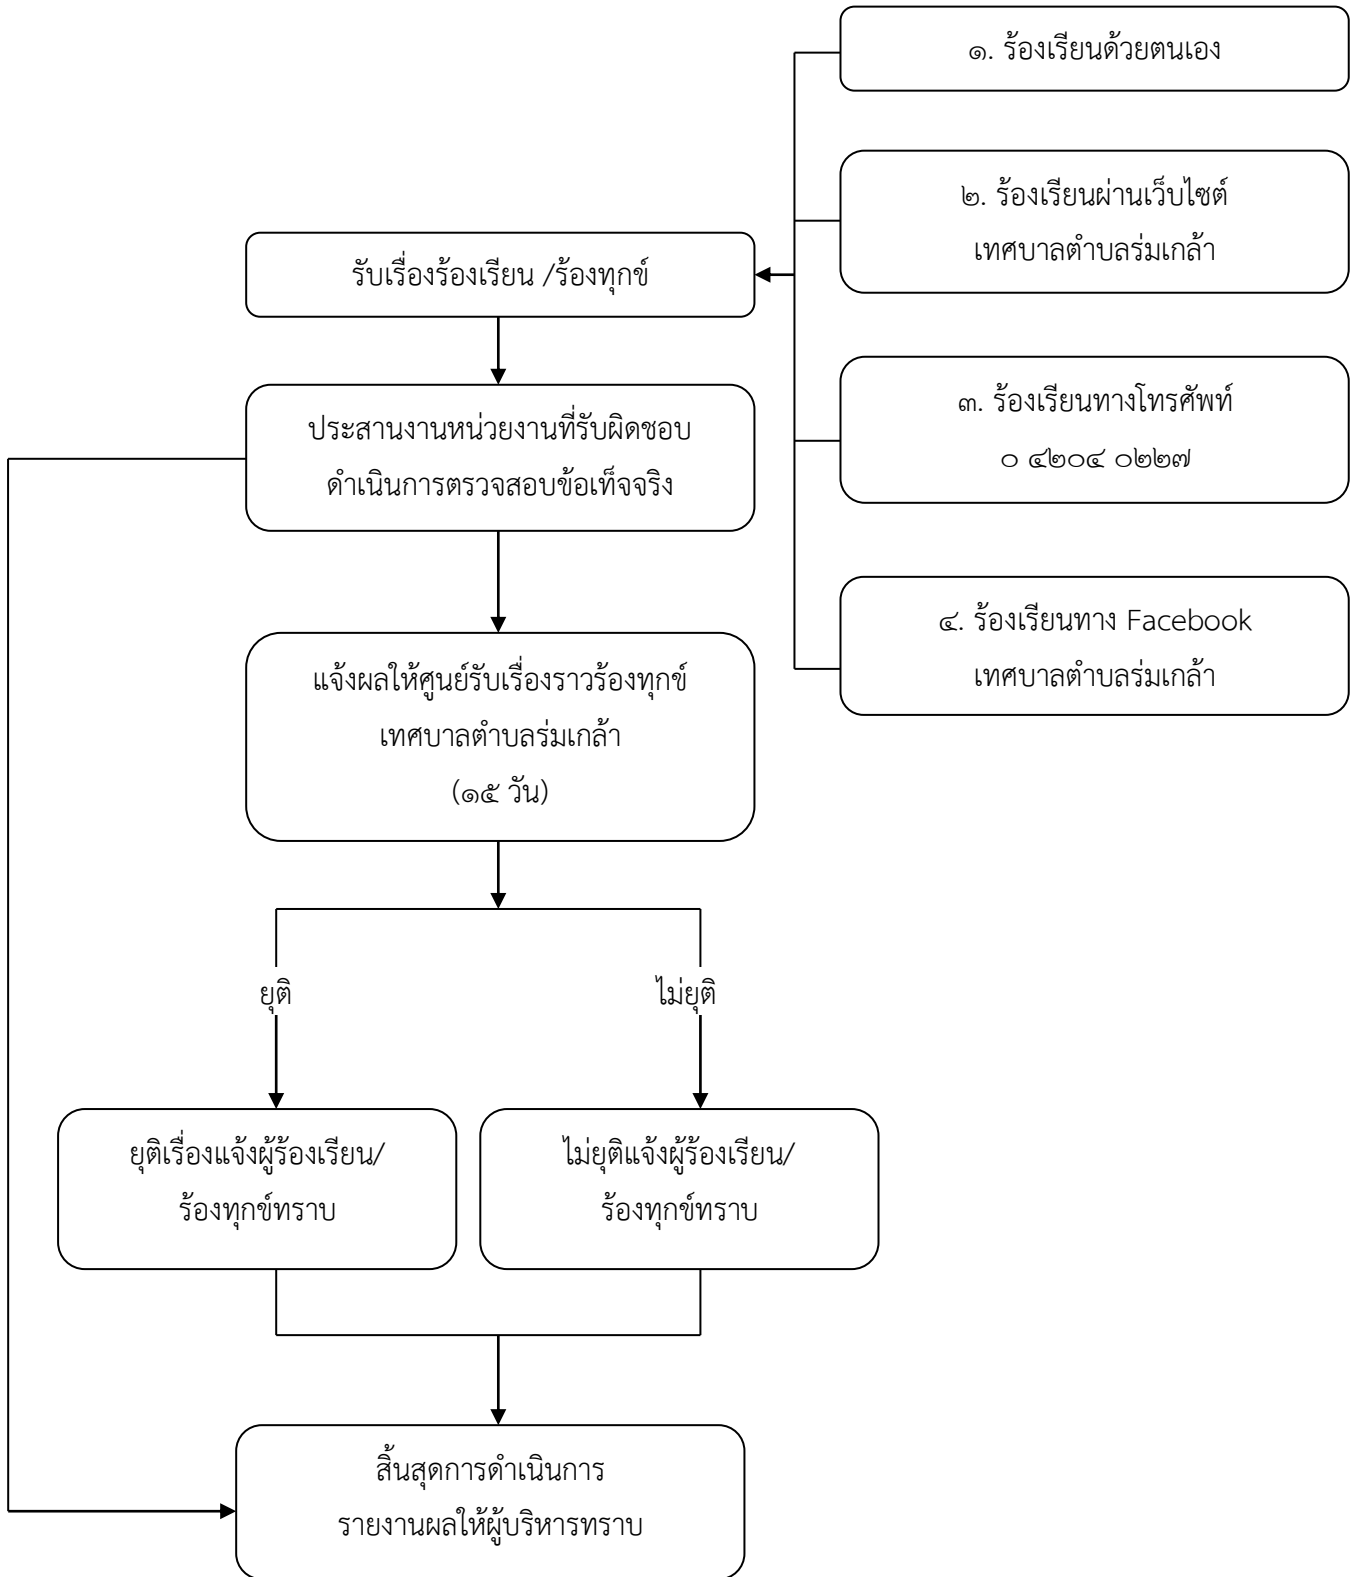 ๑. ร้องเรียนด้วยตนเอง
๒. ร้องเรียนผ่านเว็บไซต์
เทศบาลตำบลร่มเกล้า
๓. ร้องเรียนทางโทรศัพท์
๐ ๔๒๐๔ ๐๒๒๗
๔. ร้องเรียนทาง Facebook
เทศบาลตำบลร่มเกล้า
รับเรื่องร้องเรียน /ร้องทุกข์
ประสานงานหน่วยงานที่รับผิดชอบ
ดำเนินการตรวจสอบข้อเท็จจริง
แจ้งผลให้ศูนย์รับเรื่องราวร้องทุกข์
เทศบาลตำบลร่มเกล้า
(๑๕ วัน)
ยุติ
ไม่ยุติ
ยุติเรื่องแจ้งผู้ร้องเรียน/
ร้องทุกข์ทราบ
ไม่ยุติแจ้งผู้ร้องเรียน/
ร้องทุกข์ทราบ
สิ้นสุดการดำเนินการ
รายงานผลให้ผู้บริหารทราบ